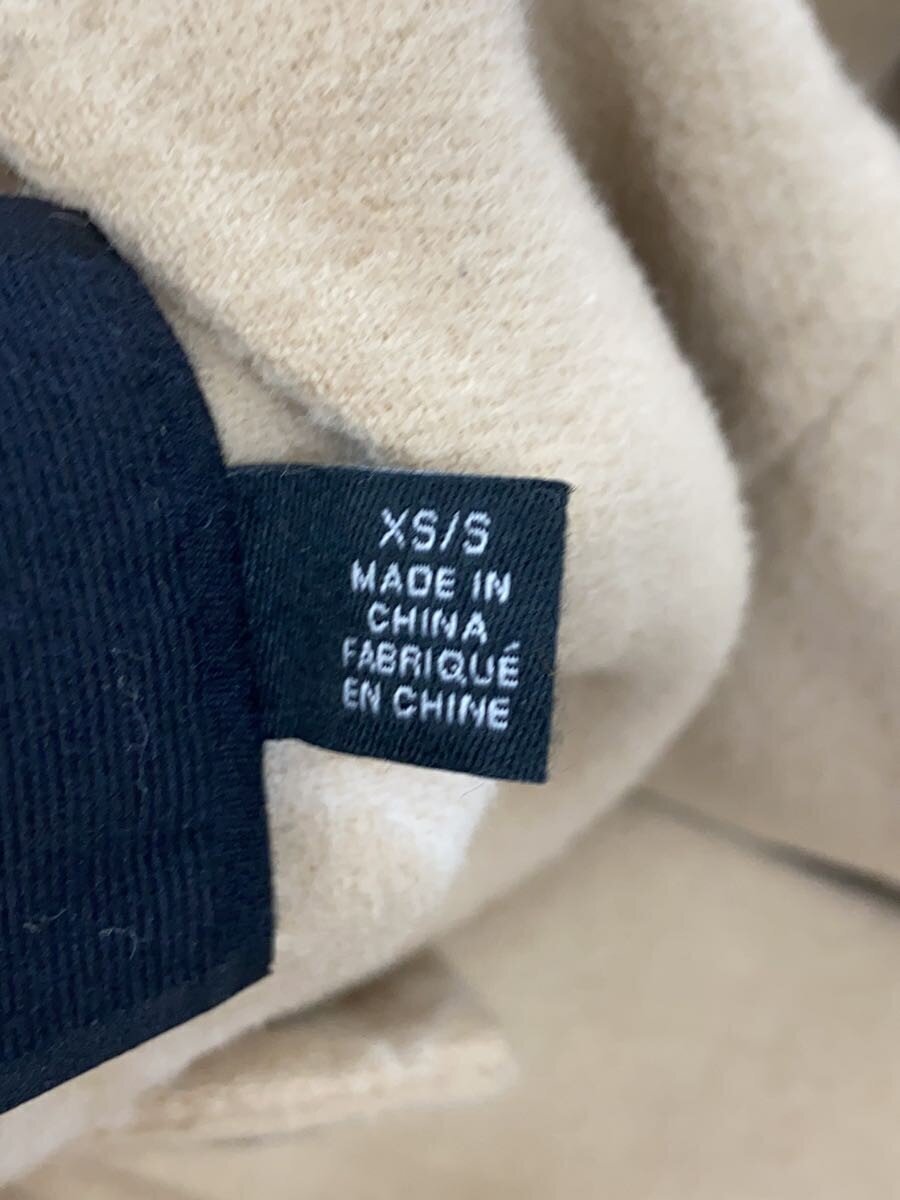 XS/S
MADE IN
CHINA
FABRIQUÉ
EN CHINE